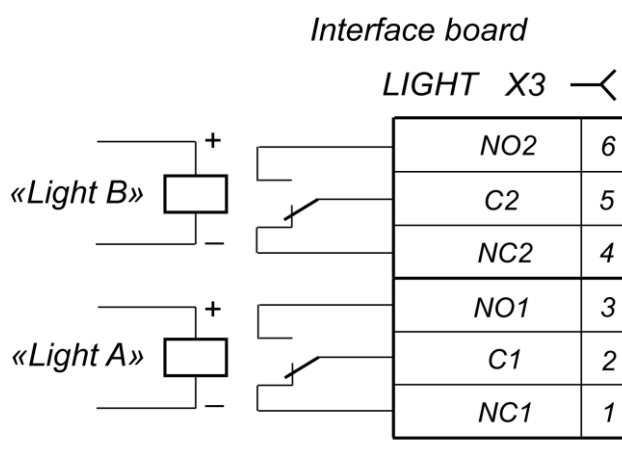 Interface board
LIGHT X3
+
NO2 6
«Light B»
C2 5
–
NC2 4
+
NO1 3
«Light A»
C1 2
–
NC1 1